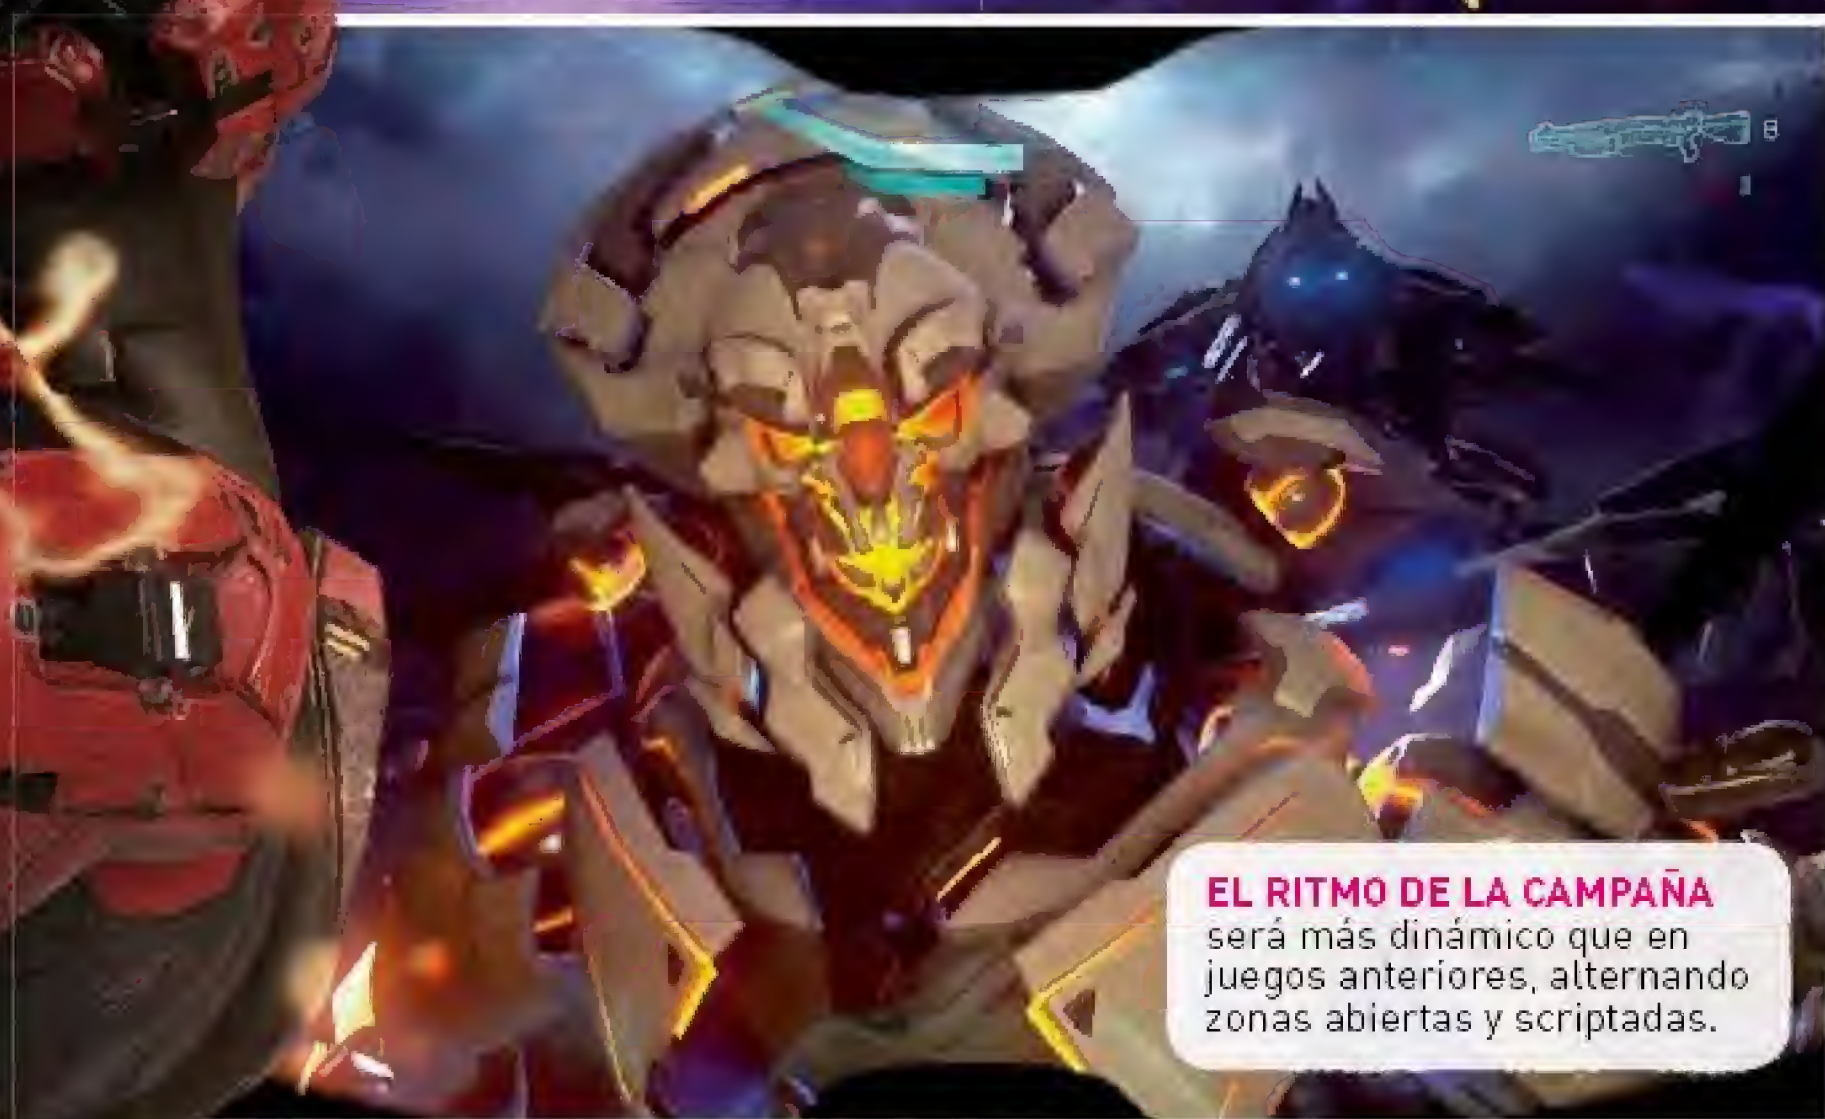 EL RITMO DE LA CAMPAÑA
será más dinámico que en
juegos anteriores, alternando
zonas abiertas y scriptadas.